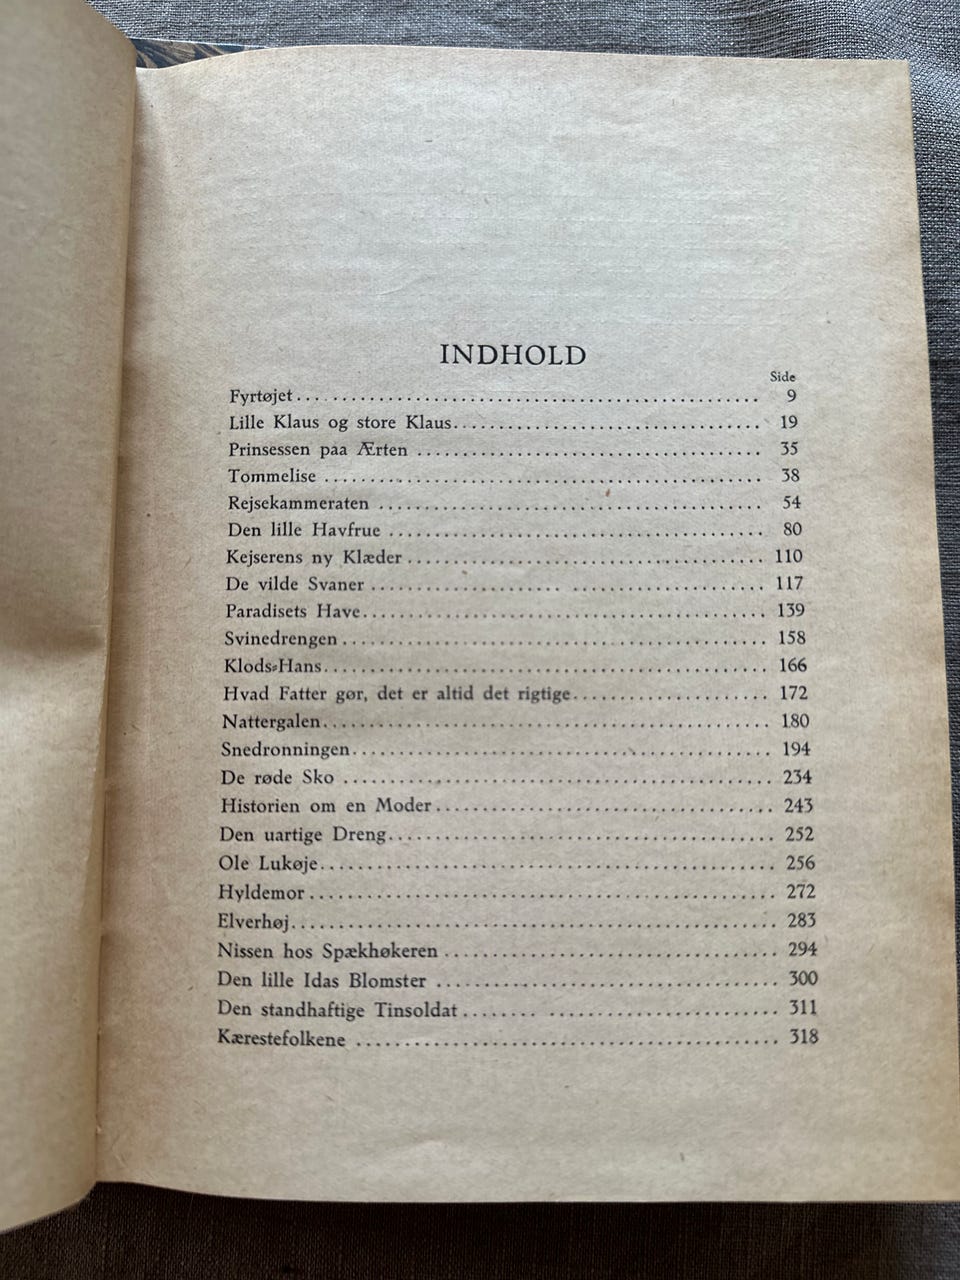 INDHOLD
Side
Fyrtøjet 9
Lille Klaus og store Klaus 19
Prinsessen paa Ærten 35
Tommelise 38
Rejsekammeraten 54
Den lille Havfrue 80
Kejserens ny Klæder 110
De vilde Svaner 117
Paradisets Have 139
Svinedrengen 158
Klods-Hans 166
Hvad Fatter gør, det er altid det rigtige 172
Nattergalen 180
Snedronningen 194
De røde Sko 234
Historien om en Moder 243
Den uartige Dreng 252
Ole Lukøje 256
Hyldemor 272
Elverhøj 283
Nissen hos Spækhøkeren 294
Den lille Idas Blomster 300
Den standhaftige Tinsoldat 311
Kærestefolkene 318